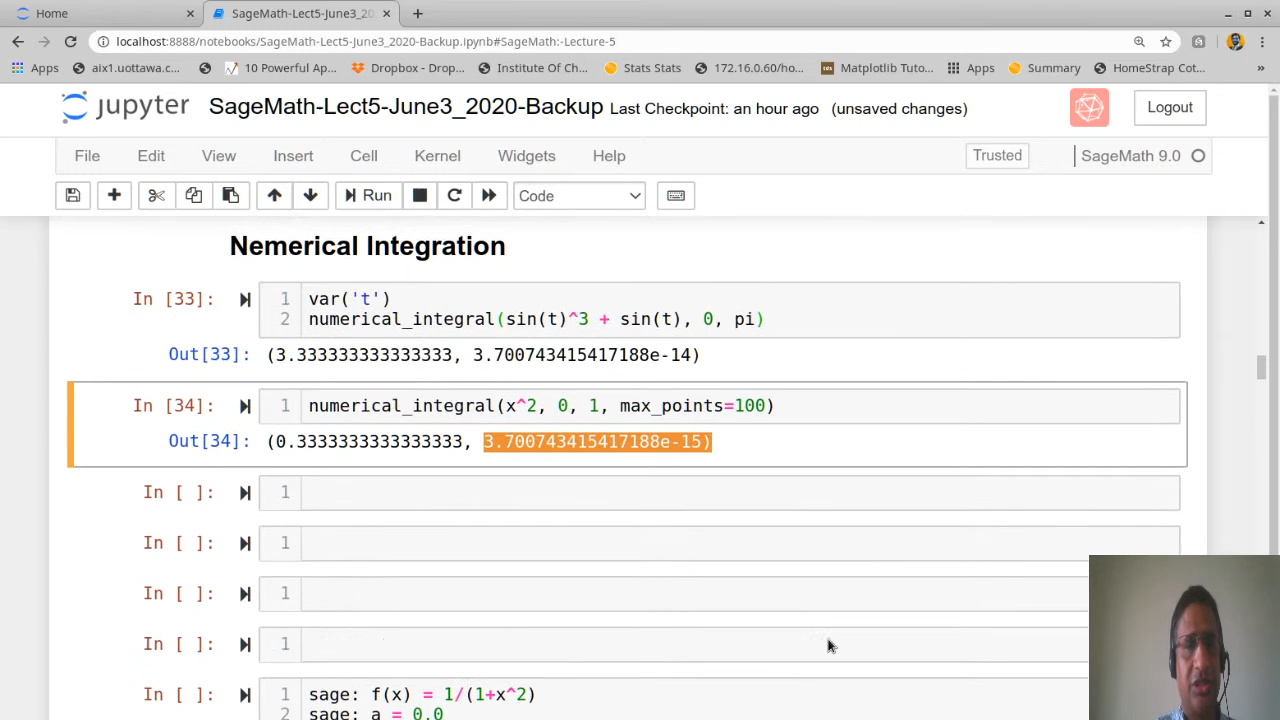 Home
SageMath-Lect5-June3_20
localhost:8888/notebooks/SageMath-Lect5-June3_2020-Backup.ipynb#SageMath:-Lecture-5
Apps aix1.uottawa.c... 10 Powerful Ap... Dropbox - Drop... Institute Of Ch... Stats Stats 172.16.0.60/ho... Matplotlib Tuto... Apps Summary HomeStrap Cot... »
jupyter SageMath-Lect5-June3_2020-Backup Last Checkpoint: an hour ago (unsaved changes) Logout
File Edit View Insert Cell Kernel Widgets Help Trusted SageMath 9.0
Run Code
Nemerical Integration
In [33]: 1 var('t')
2 numerical_integral(sin(t)^3 + sin(t), 0, pi)
Out[33]: (3.333333333333333, 3.700743415417188e-14)
In [34]: 1 numerical_integral(x^2, 0, 1, max_points=100)
Out[34]: (0.3333333333333333, 3.700743415417188e-15)
In [ ]: 1
In [ ]: 1
In [ ]: 1
In [ ]: 1
In [ ]: 1 sage: f(x) = 1/(1+x^2)
2 sage: a = 0.0